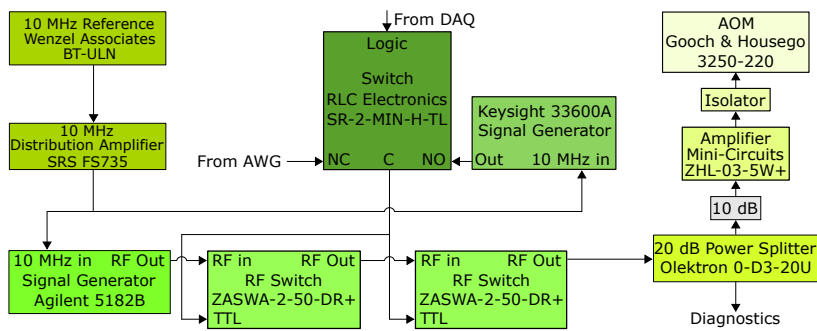 10 MHz Reference
Wenzel Associates
BT-ULN
10 MHz
Distribution Amplifier
SRS FS735
From DAQ
Logic
Switch
RLC Electronics
SR-2-MIN-H-TL
From AWG
NC C NO
Keysight 33600A
Signal Generator
Out 10 MHz in
AOM
Gooch & Housego
3250-220
Isolator
Amplifier
Mini-Circuits
ZHL-03-5W+
10 dB
10 MHz in RF Out
Signal Generator
Agilent 5182B
RF in RF Out
RF Switch
ZASWA-2-50-DR+
TTL
RF in RF Out
RF Switch
ZASWA-2-50-DR+
TTL
20 dB Power Splitter
Olektron 0-D3-20U
Diagnostics